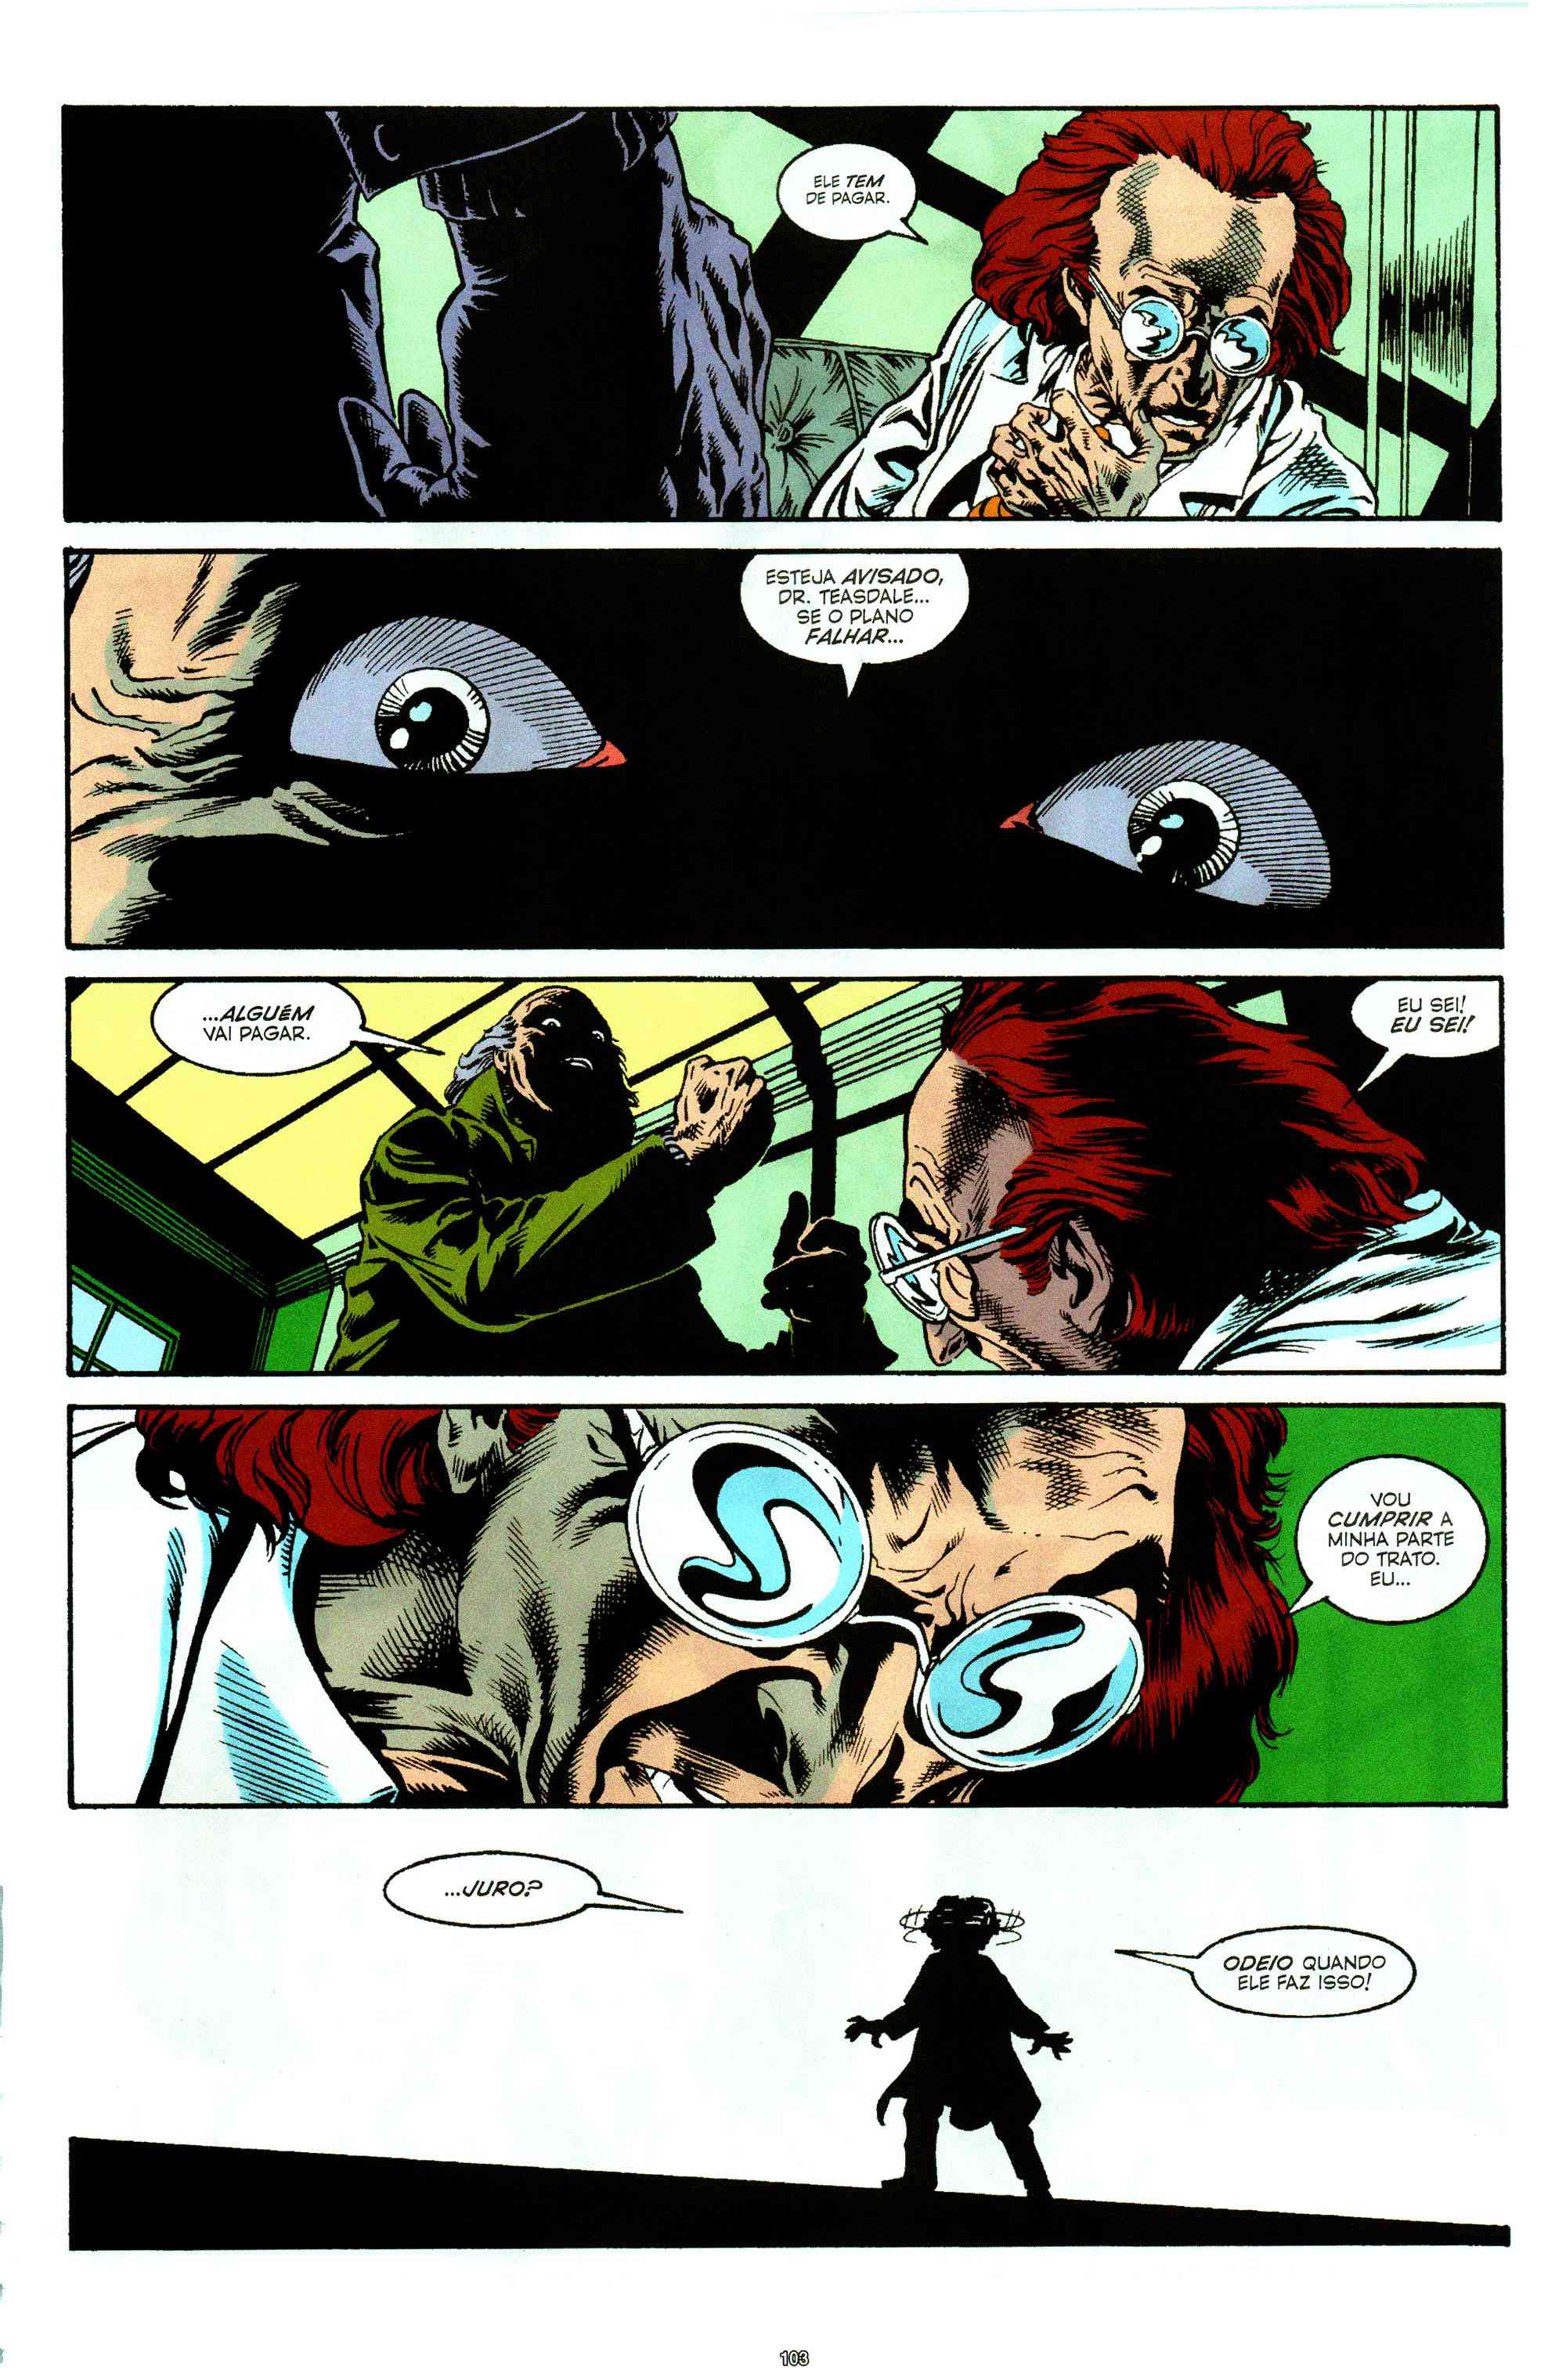 ELE TEM
DE PAGAR.
ESTEJA AVISADO,
DR. TEASDALE...
SE O PLANO
FALHAR...
...ALGUÉM
VAI PAGAR.
EU SEI!
EU SEI!
VOU
CUMPRIR A
MINHA PARTE
DO TRATO.
EU...
...JURO?
ODEIO QUANDO
ELE FAZ ISSO!
103